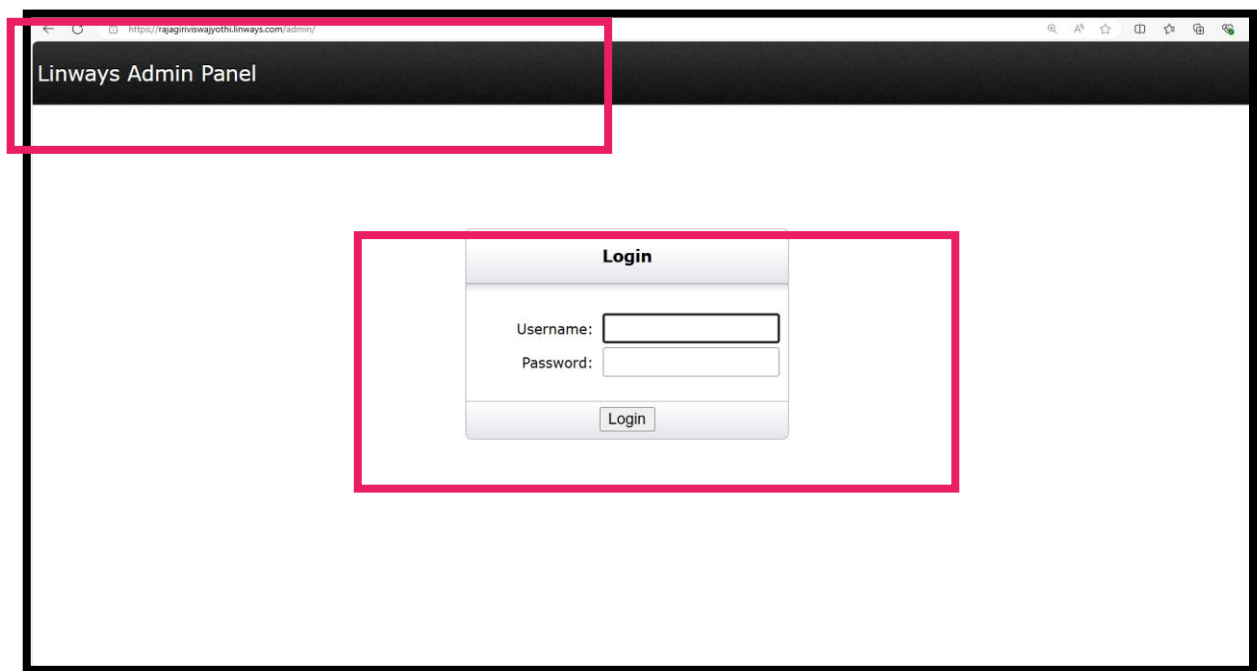 https://rajagiriviswajyothi.linways.com/admin/
Linways Admin Panel
Login
Username:
Password:
Login